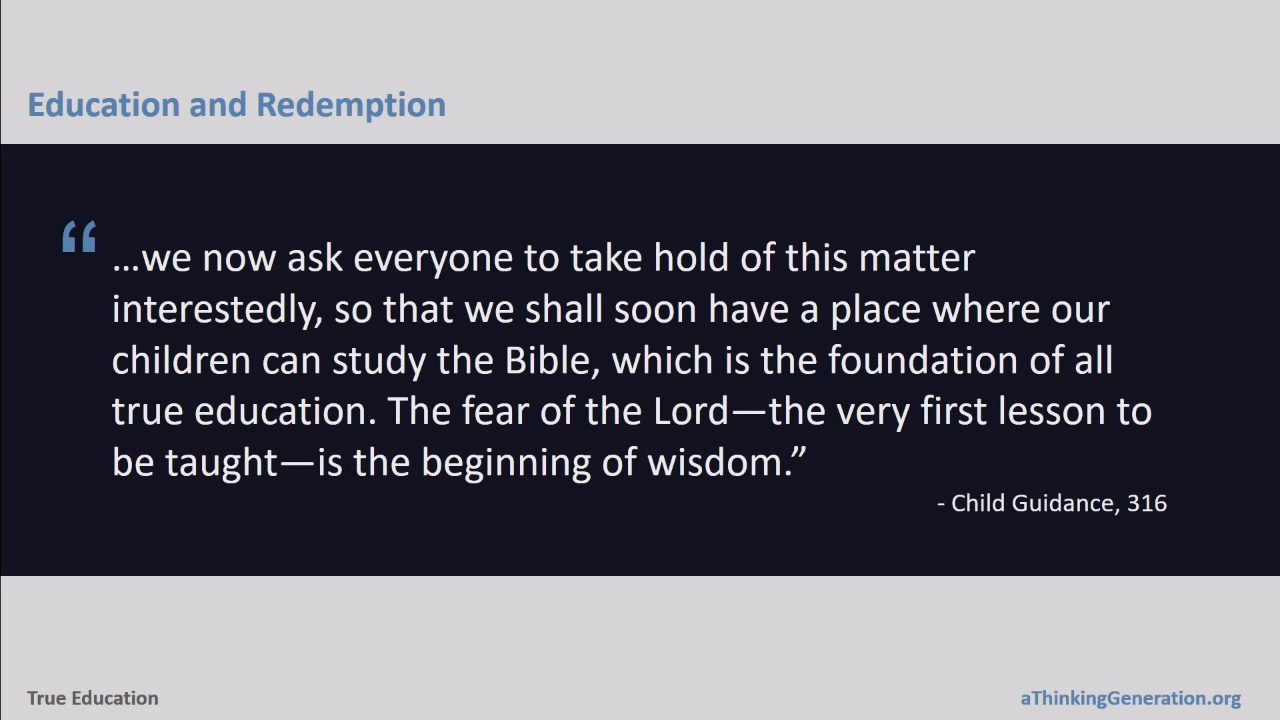 Education and Redemption
“…we now ask everyone to take hold of this matter
interestedly, so that we shall soon have a place where our
children can study the Bible, which is the foundation of all
true education. The fear of the Lord—the very first lesson to
be taught—is the beginning of wisdom.”
- Child Guidance, 316
True Education
aThinkingGeneration.org